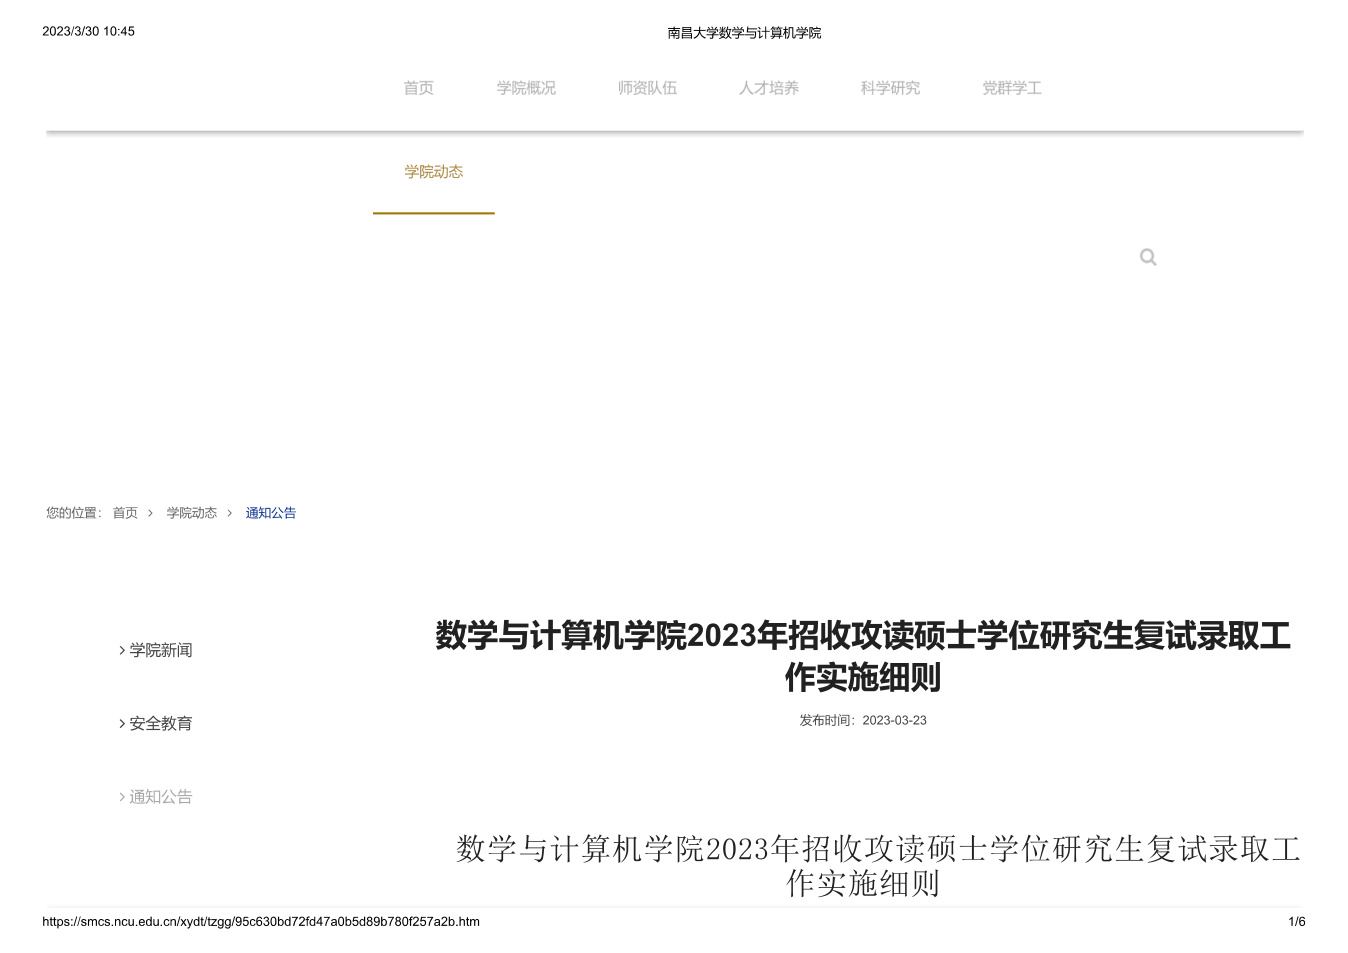 2023/3/30 10:45 南昌大学数学与计算机学院
首页 学院概况 师资队伍 人才培养 科学研究 党群学工
学院动态
您的位置： 首页 > 学院动态 > 通知公告
> 学院新闻
> 安全教育
> 通知公告
数学与计算机学院2023年招收攻读硕士学位研究生复试录取工
作实施细则
发布时间：2023-03-23
数学与计算机学院2023年招收攻读硕士学位研究生复试录取工
作实施细则
https://smcs.ncu.edu.cn/xydt/tzgg/95c630bd72fd47a0b5d89b780f257a2b.htm 1/6